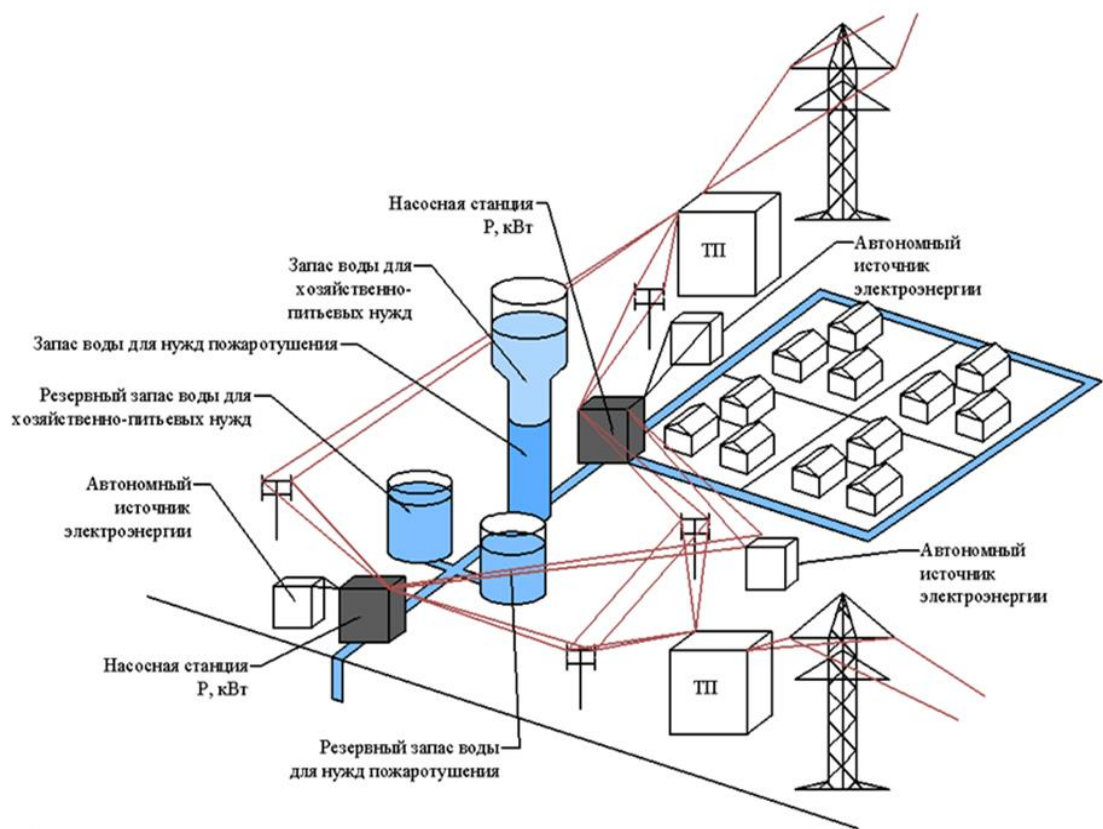 Насосная станция
Р, кВт
ТП
Автономный
источник
электроэнергии
Запас воды для
хозяйственно-
питьевых нужд
Запас воды для нужд пожаротушения
Резервный запас воды для
хозяйственно-питьевых нужд
Автономный
источник
электроэнергии
Автономный
источник
электроэнергии
Насосная станция
Р, кВт
ТП
Резервный запас воды
для нужд пожаротушения